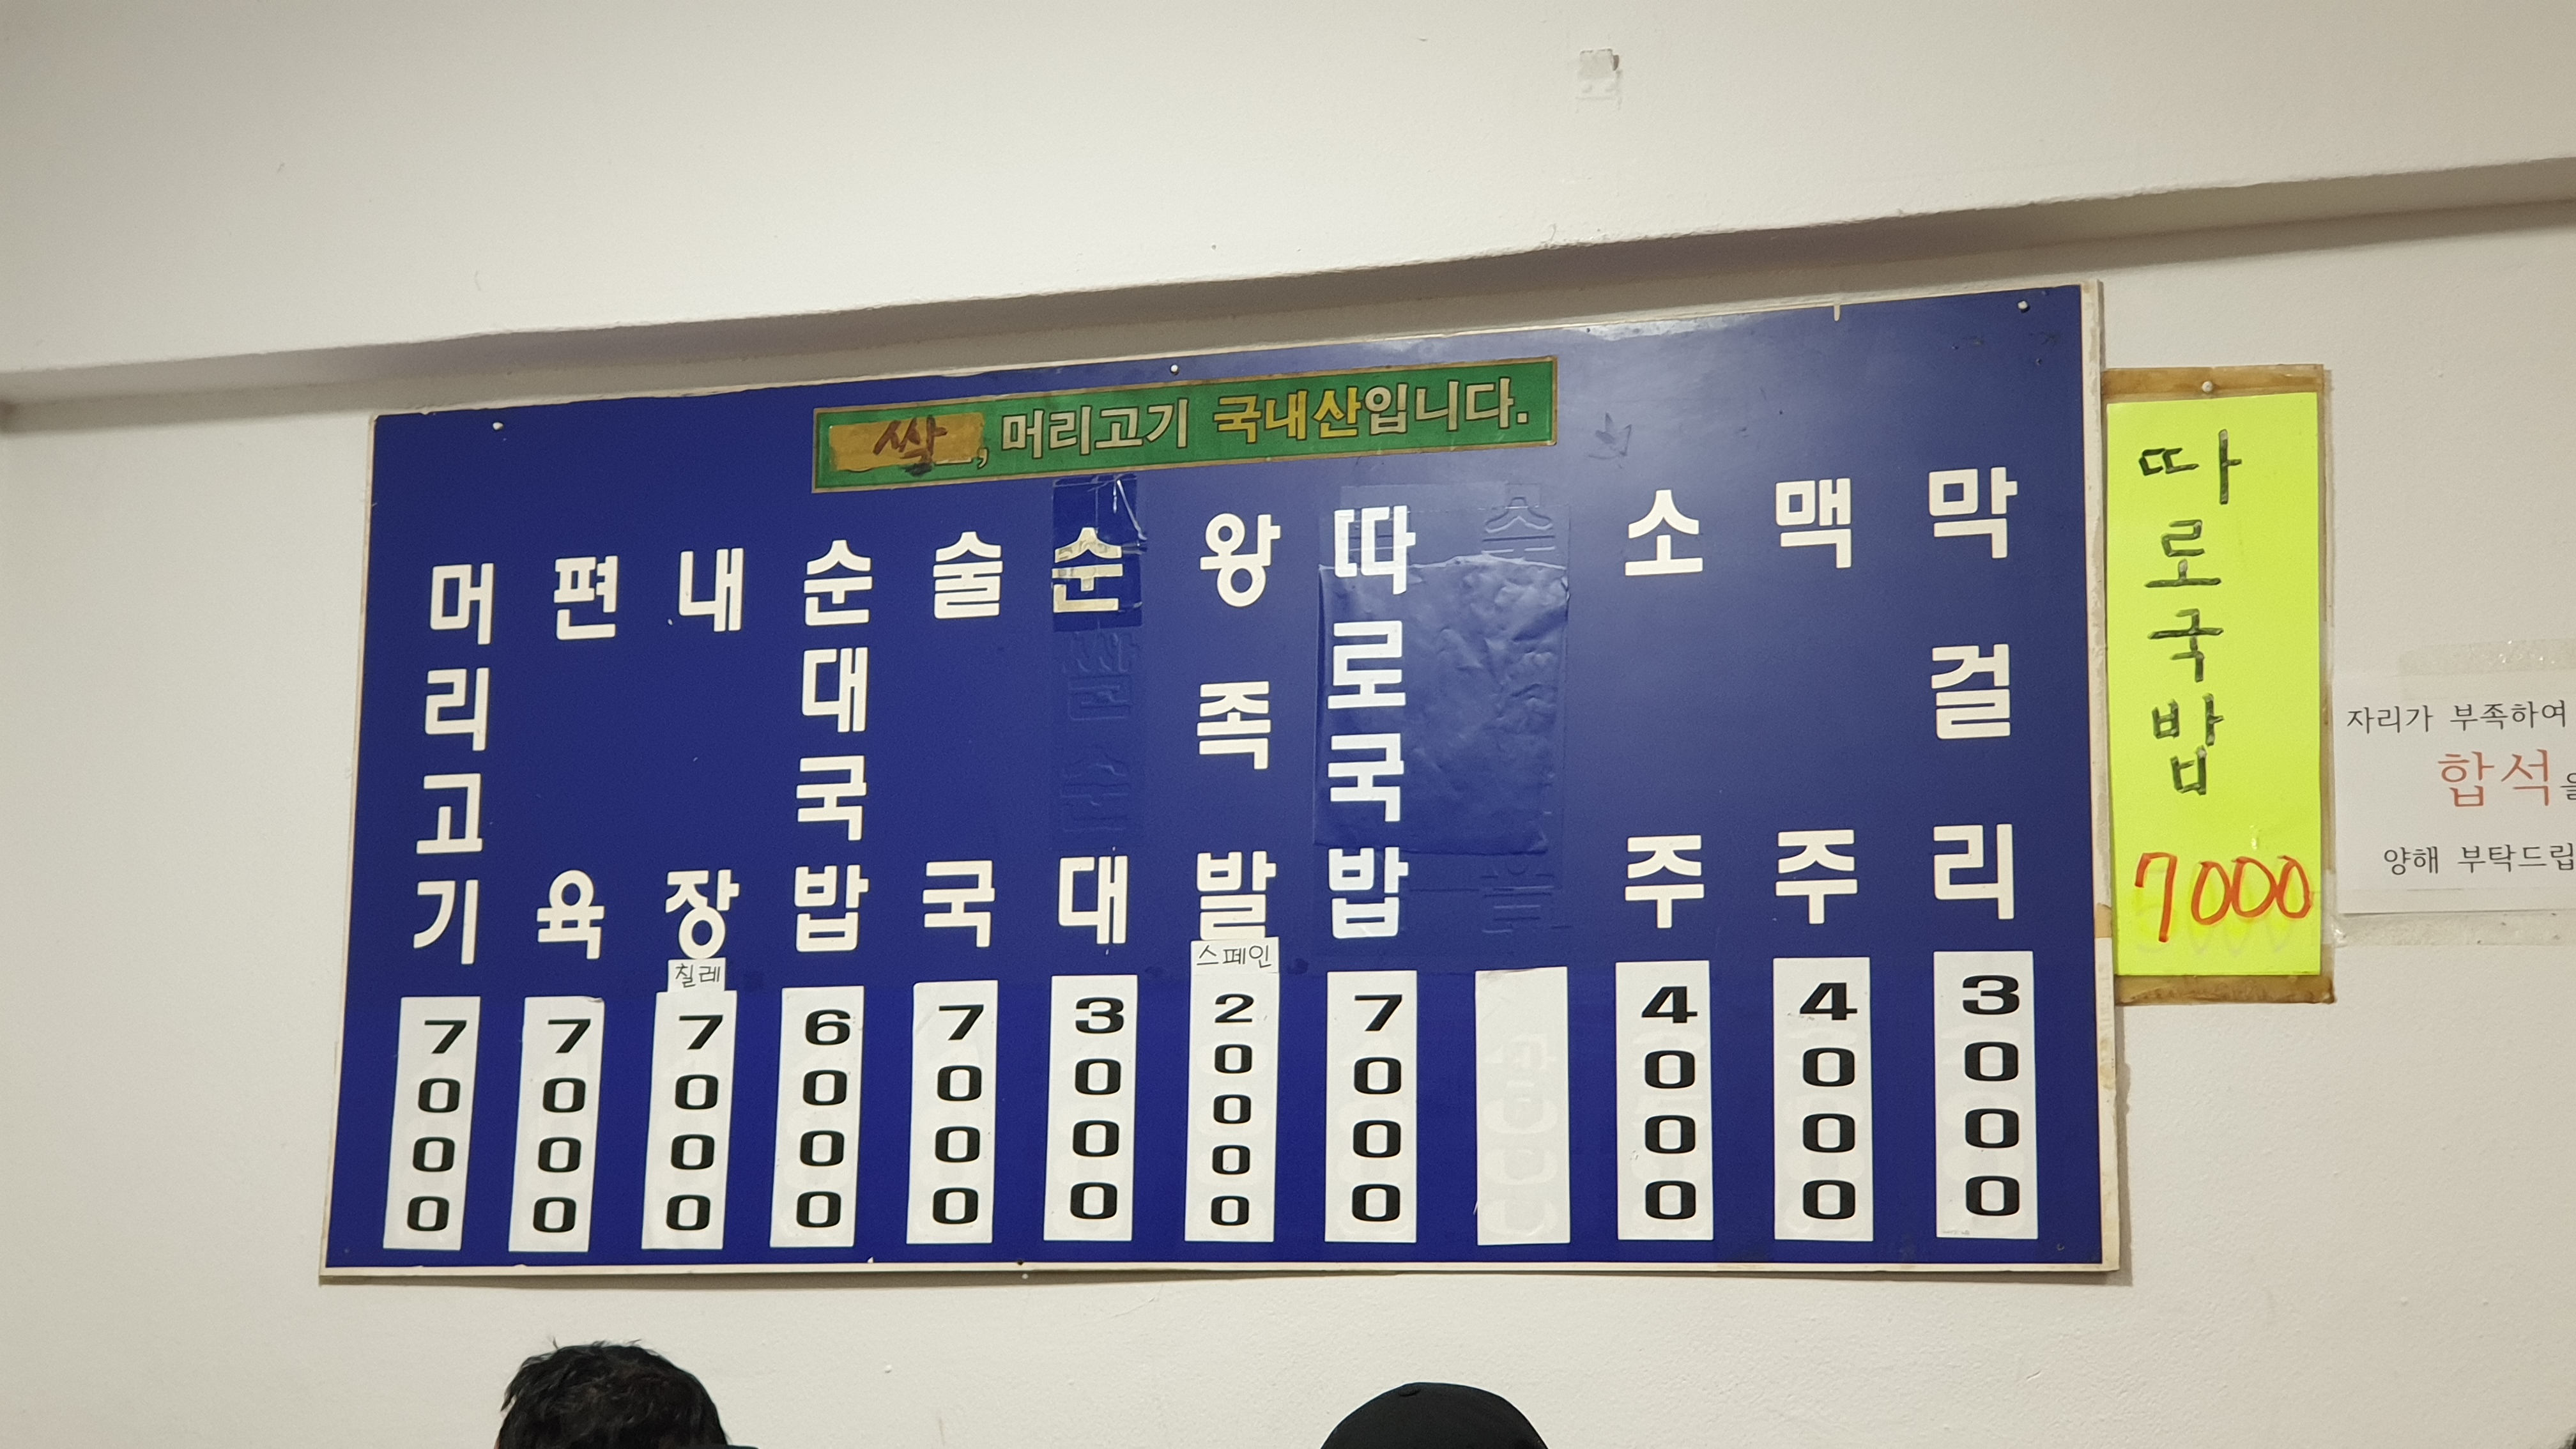 쌀, 머리고기 국내산입니다.
머리고기 7000
편육 7000
내장 칠레 7000
순대국밥 6000
술국 7000
순대 3000
왕족발 스페인 20000
따로국밥 7000
소주 4000
맥주 4000
막걸리 3000
따로국밥 7000
자리가 부족하여
합석을
양해 부탁드립